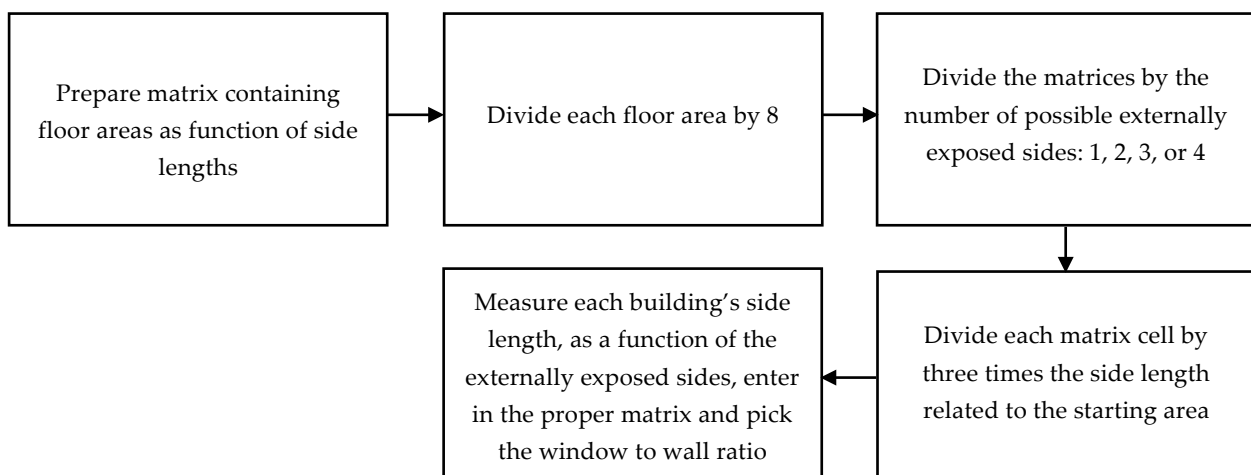 Prepare matrix containing
floor areas as function of side
lengths
Divide each floor area by 8
Divide the matrices by the
number of possible externally
exposed sides: 1, 2, 3, or 4
Divide each matrix cell by
three times the side length
related to the starting area
Measure each building’s side
length, as a function of the
externally exposed sides, enter
in the proper matrix and pick
the window to wall ratio